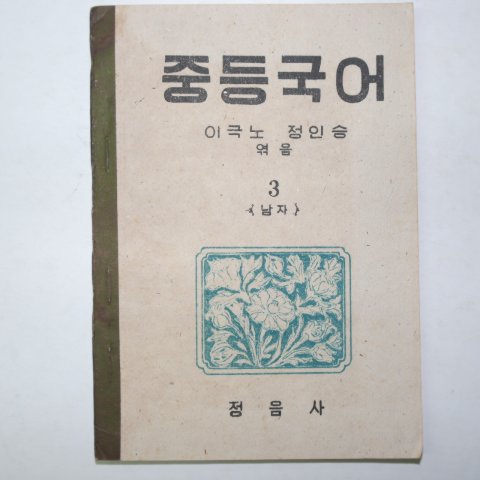 중등국어
이극노 정인승
엮음
3
《남자》
정음사